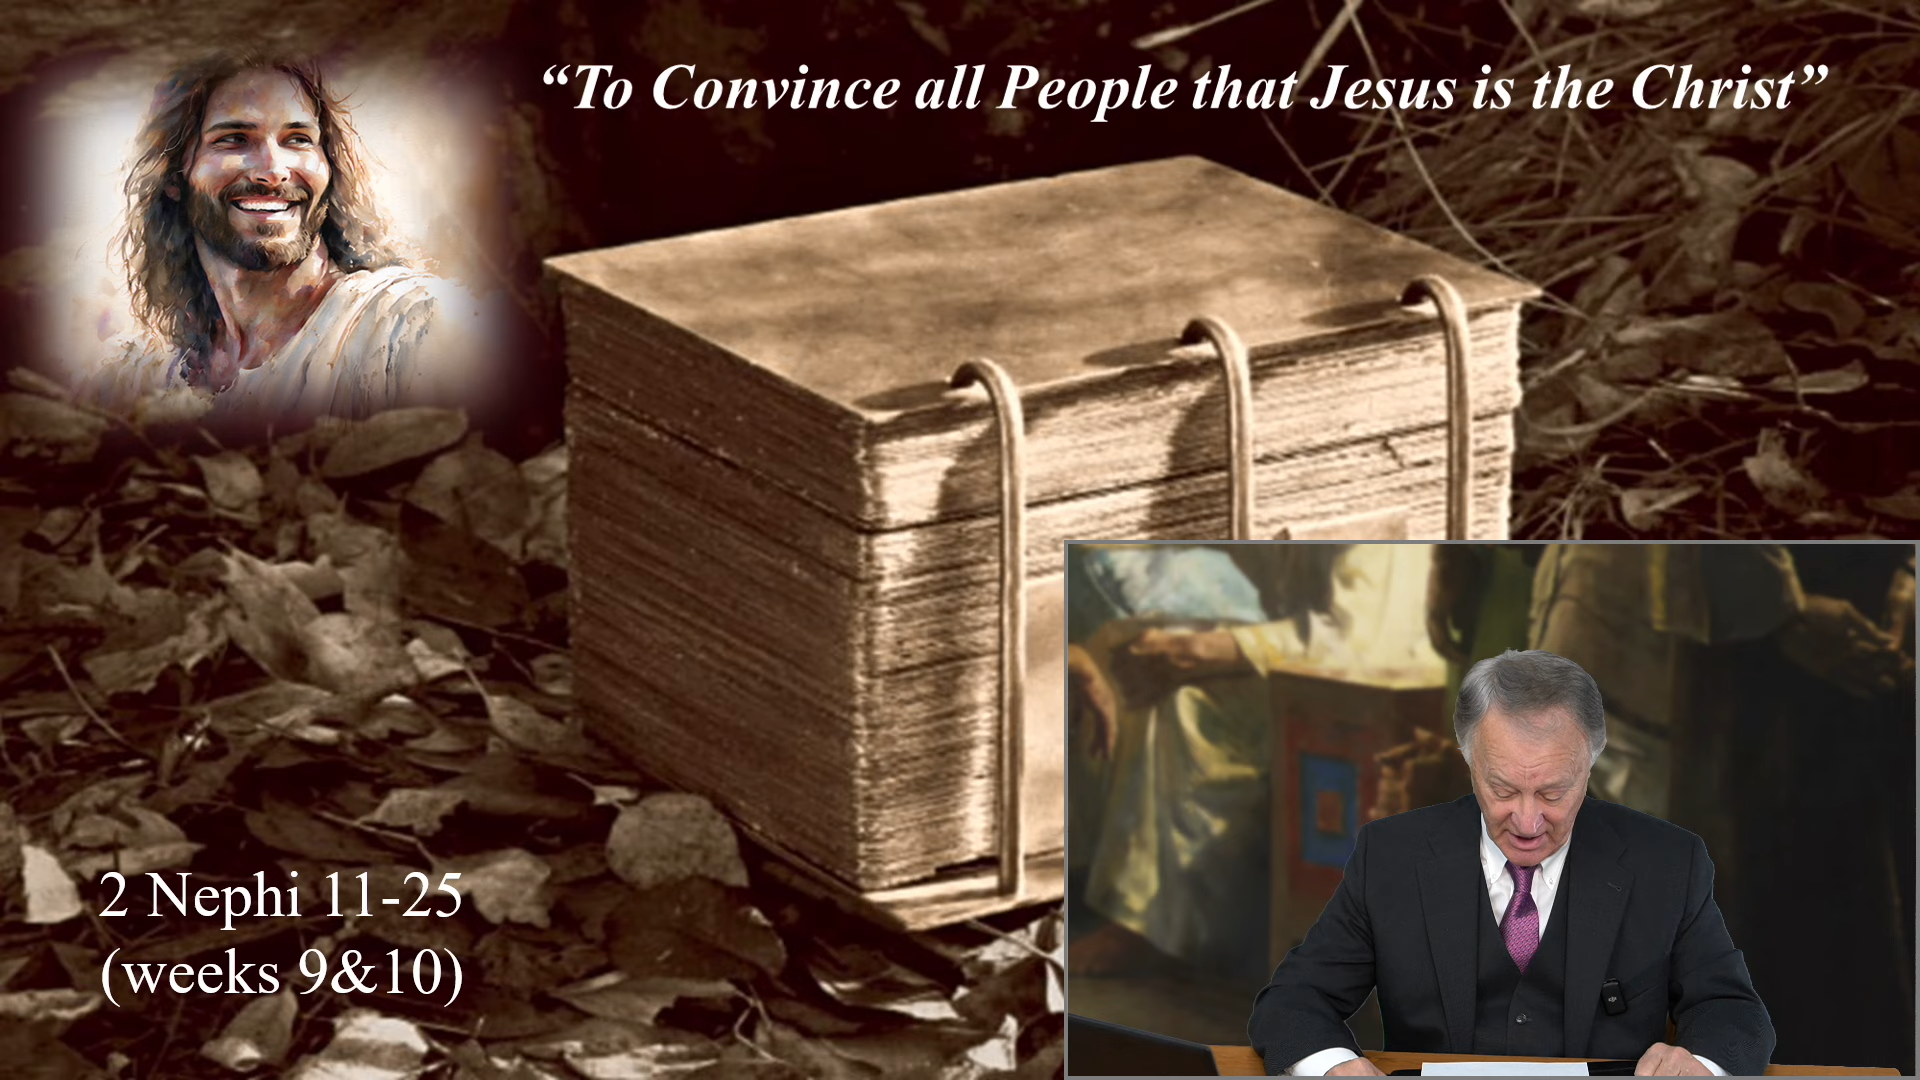 “To Convince all People that Jesus is the Christ”
2 Nephi 11-25
(weeks 9&10)